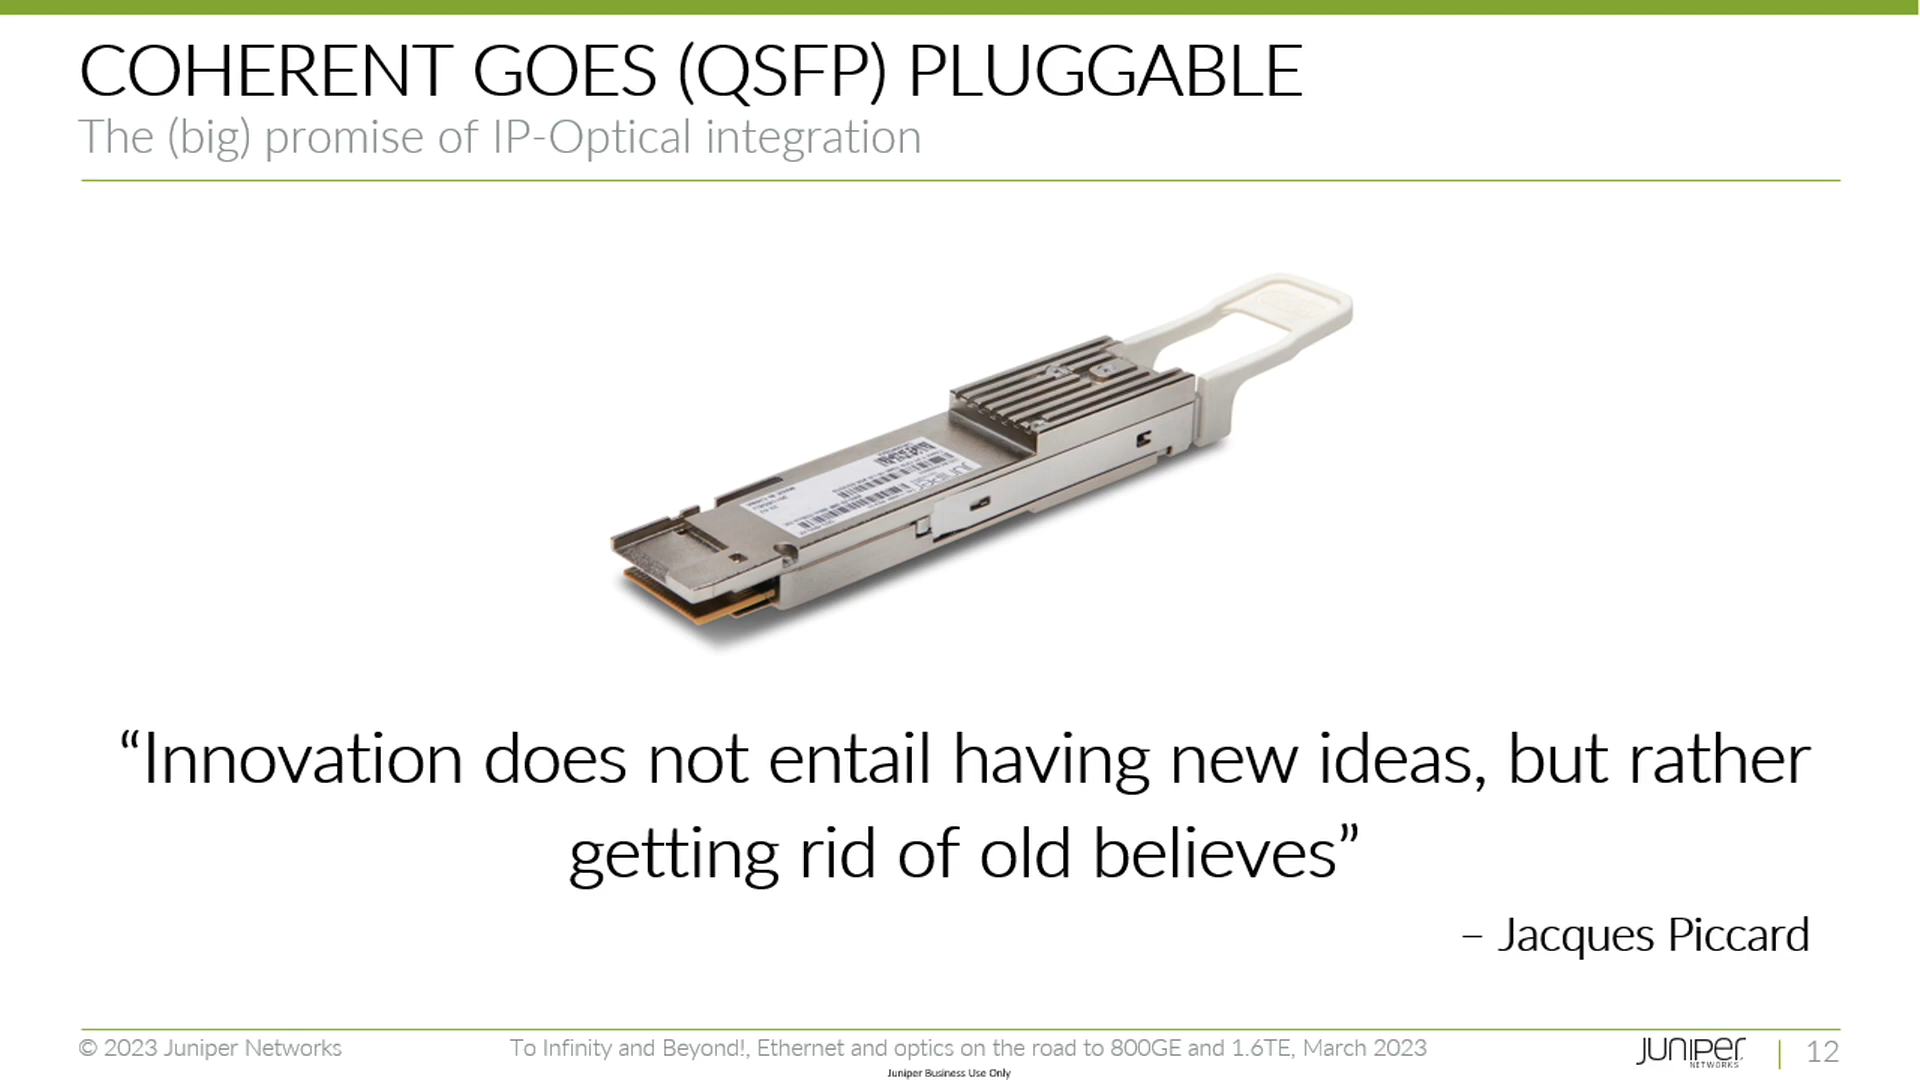 COHERENT GOES (QSFP) PLUGGABLE
The (big) promise of IP-Optical integration
“Innovation does not entail having new ideas, but rather
getting rid of old believes”
– Jacques Piccard
© 2023 Juniper Networks
To Infinity and Beyond!, Ethernet and optics on the road to 800GE and 1.6TE, March 2023
Juniper Business Use Only
JUNIPER
NETWORKS
12